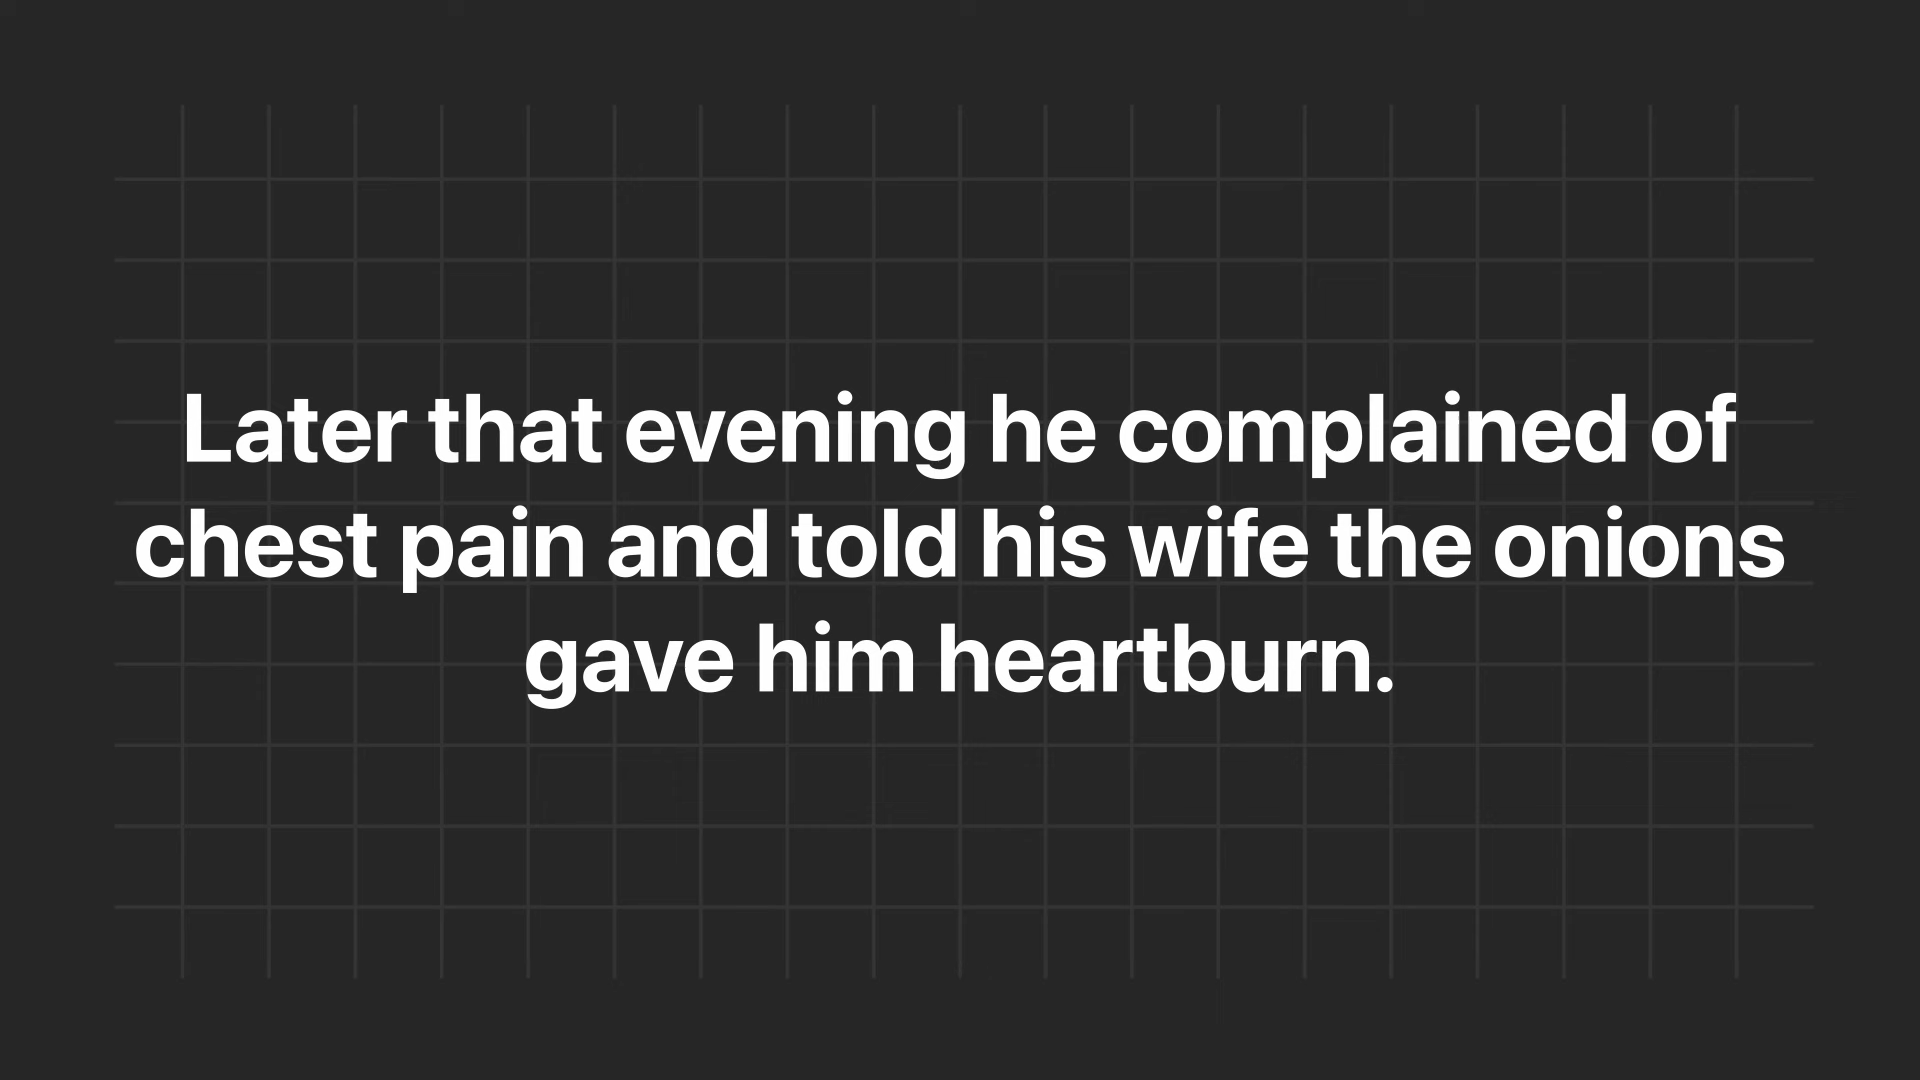 Later that evening he complained of
chest pain and told his wife the onions
gave him heartburn.